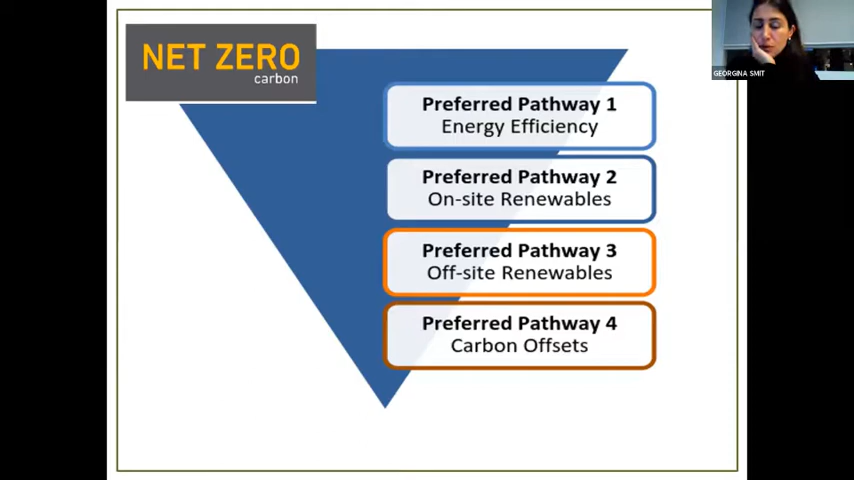 NET ZERO
carbon
GEORGINA SMIT
Preferred Pathway 1
Energy Efficiency
Preferred Pathway 2
On-site Renewables
Preferred Pathway 3
Off-site Renewables
Preferred Pathway 4
Carbon Offsets